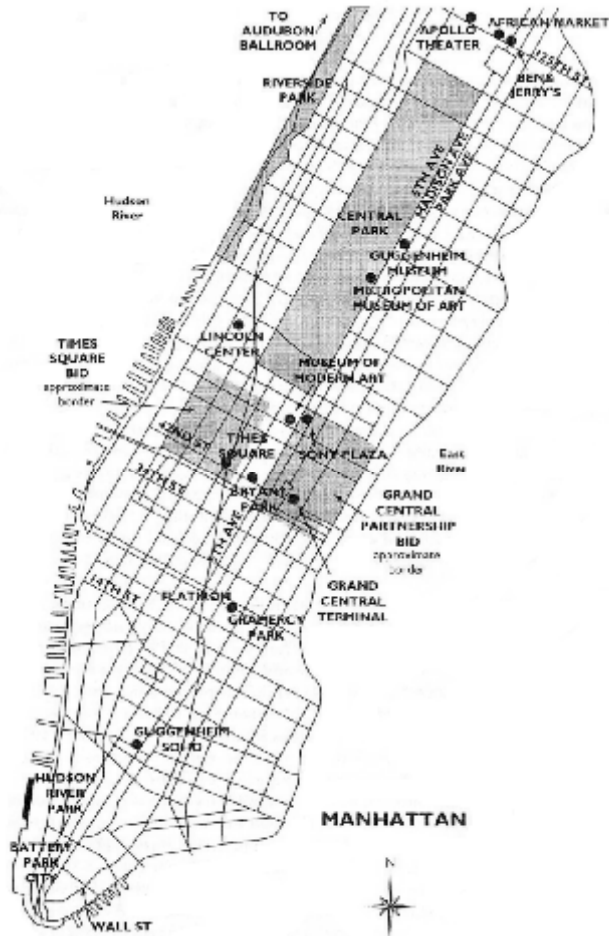 TO
AUDUBON
BALLROOM
APOLLO
THEATER
AFRICAN MARKET
125TH ST
BEN &
JERRY'S
RIVERSIDE
PARK
5TH AVE
MADISON AVE
PARK AVE
Hudson
River
CENTRAL
PARK
GUGGENHEIM
MUSEUM
METROPOLITAN
MUSEUM OF ART
LINCOLN
CENTER
TIMES
SQUARE
BID
approximate
border
MUSEUM OF
MODERN ART
42ND ST
TIMES
SQUARE
SONY PLAZA
East
River
34TH ST
BRYANT
PARK
GRAND
CENTRAL
PARTNERSHIP
BID
approximate
border
5TH AVE
GRAND
CENTRAL
TERMINAL
14TH ST
FLATIRON
GRAMERCY
PARK
GUGGENHEIM
SOHO
HUDSON
RIVER
PARK
MANHATTAN
BATTERY
PARK
CITY
N
WALL ST